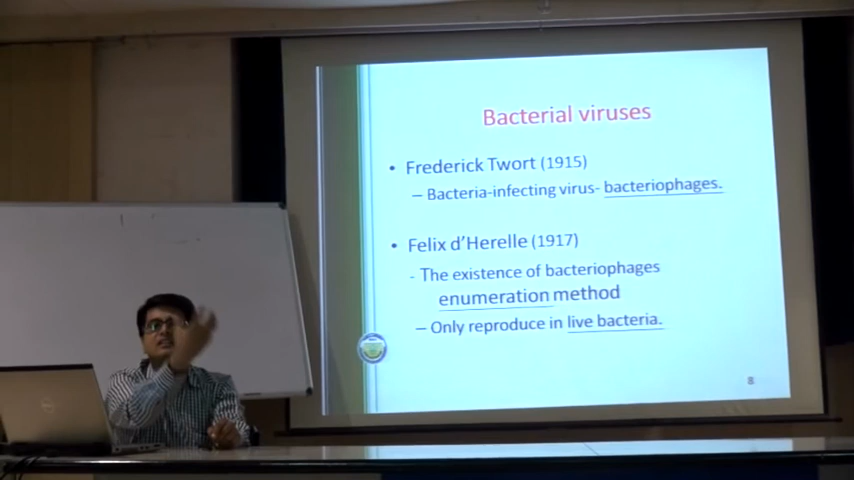 Bacterial viruses
• Frederick Twort (1915)
– Bacteria-infecting virus- bacteriophages.
• Felix d'Herelle (1917)
- The existence of bacteriophages
enumeration method
– Only reproduce in live bacteria.
8